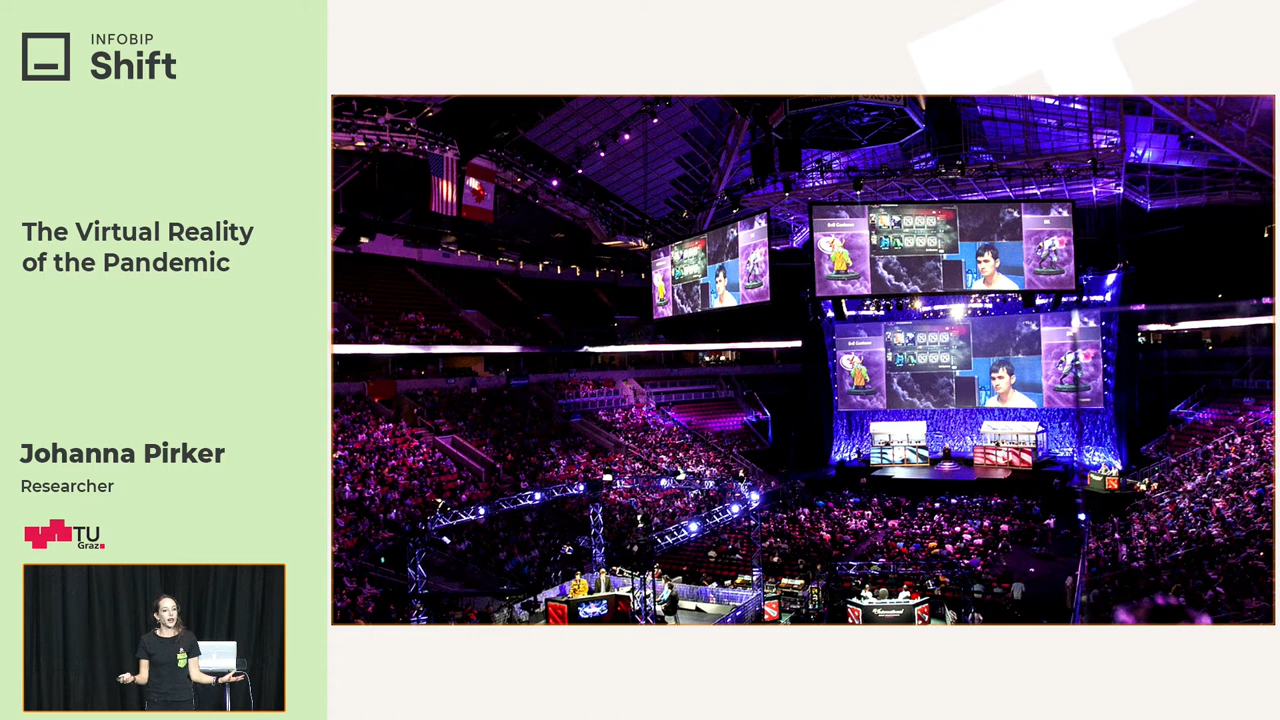 INFOBIP
Shift
The Virtual Reality
of the Pandemic
Johanna Pirker
Researcher
TU
Graz